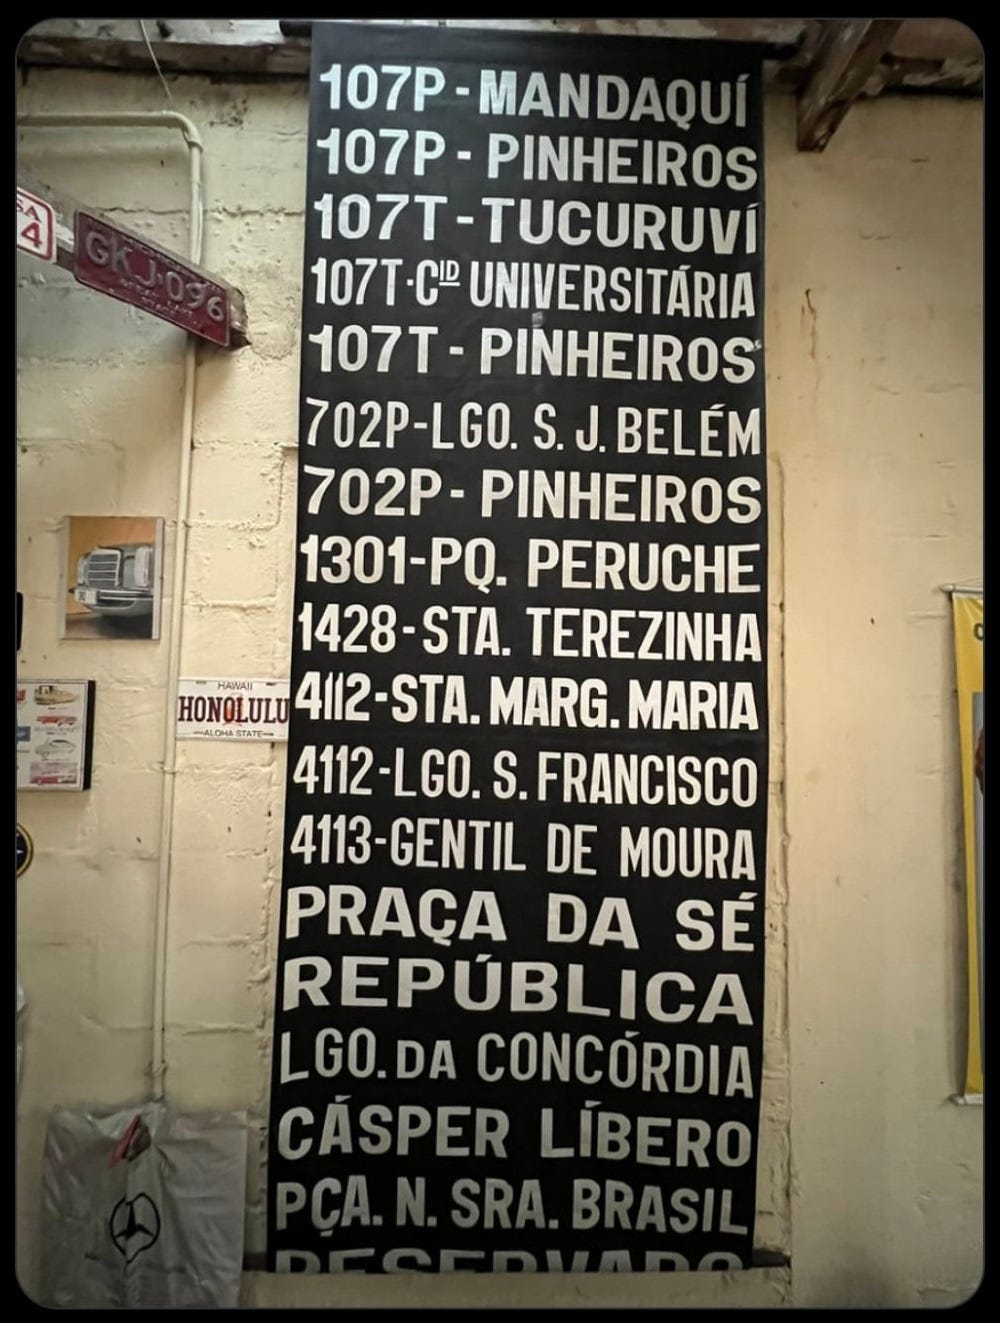 107P-MANDAQUÍ
107P-PINHEIROS
107T-TUCURUVÍ
107T-CID UNIVERSITÁRIA
107T-PINHEIROS
702P-LGO. S. J. BELÉM
702P-PINHEIROS
1301-PQ. PERUCHE
1428-STA. TEREZINHA
4112-STA. MARG. MARIA
4112-LGO. S. FRANCISCO
4113-GENTIL DE MOURA
PRAÇA DA SÉ
REPÚBLICA
LGO. DA CONCÓRDIA
CÁSPER LÍBERO
PÇA. N. SRA. BRASIL
RESERVADO
GKJ·096
HAWAII
HONOLULU
ALOHA STATE